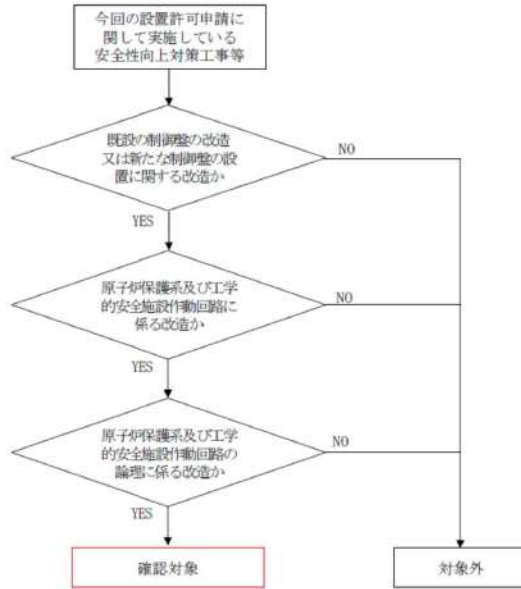 今回の設置許可申請に
関して実施している
安全性向上対策工事等
既設の制御盤の改造
又は新たな制御盤の設
置に関する改造か
NO
YES
原子炉保護系及び工学
的安全施設作動回路に
係る改造か
NO
YES
原子炉保護系及び工学
的安全施設作動回路の
論理に係る改造か
NO
YES
確認対象
対象外